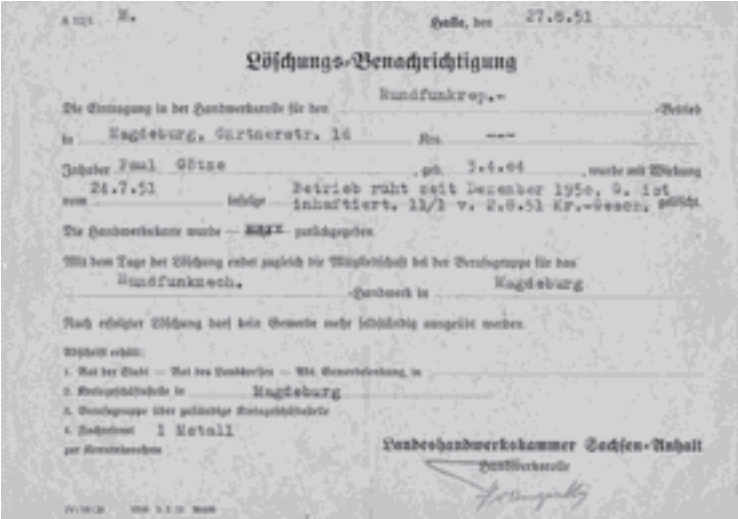 M.
Halle, den 27.8.51
Löschungs-Benachrichtigung
Die Eintragung in der Handwerksrolle für den Rundfunkrep.- -Betrieb
in Magdeburg, Gärtnerstr. 1d Krs. ---
Inhaber Paul Götze, geb. 3.4.04, wurde mit Wirkung
vom 24.7.51 infolge Betrieb ruht seit Dezember 1950. G. ist
inhaftiert. 11/1 v. 2.8.51 Kr.-Gesch. gelöscht.
Die Handwerkskarte wurde — nicht — zurückgegeben.
Mit dem Tage der Löschung endet zugleich die Mitgliedschaft bei der Berufsgruppe für das
Rundfunkmech. -Handwerk in Magdeburg
Nach erfolgter Löschung darf kein Gewerbe mehr selbständig ausgeübt werden.
Abschrift erhält:
1. Rat der Stadt — Rat des Landkreises — Abt. Gewerbelenkung, in
2. Kreisgeschäftsstelle in Magdeburg
3. Berufsgruppe über zuständige Kreisgeschäftsstelle
4. 1 Metall
zur Kenntnisnahme
Landeshandwerkskammer Sachsen-Anhalt
Handwerksrolle